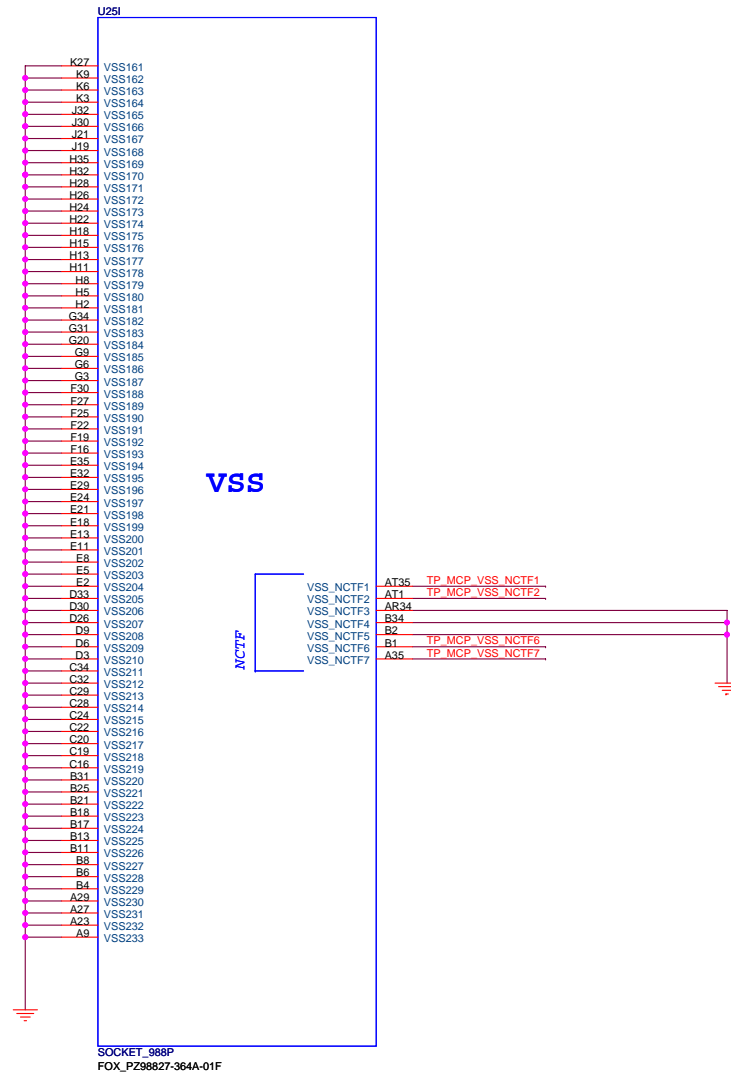 U25I
K27 VSS161
K9 VSS162
K6 VSS163
K3 VSS164
J32 VSS165
J30 VSS166
J21 VSS167
J19 VSS168
H35 VSS169
H32 VSS170
H28 VSS171
H26 VSS172
H24 VSS173
H22 VSS174
H18 VSS175
H15 VSS176
H13 VSS177
H11 VSS178
H8 VSS179
H5 VSS180
H2 VSS181
G34 VSS182
G31 VSS183
G20 VSS184
G9 VSS185
G6 VSS186
G3 VSS187
F30 VSS188
F27 VSS189
F25 VSS190
F22 VSS191
F19 VSS192
F16 VSS193
E35 VSS194
E32 VSS195
E29 VSS196
E24 VSS197
E21 VSS198
E18 VSS199
E13 VSS200
E11 VSS201
E8 VSS202
E5 VSS203
E2 VSS204
D33 VSS205
D30 VSS206
D26 VSS207
D9 VSS208
D6 VSS209
D3 VSS210
C34 VSS211
C32 VSS212
C29 VSS213
C28 VSS214
C24 VSS215
C22 VSS216
C20 VSS217
C19 VSS218
C16 VSS219
B31 VSS220
B25 VSS221
B21 VSS222
B18 VSS223
B17 VSS224
B13 VSS225
B11 VSS226
B8 VSS227
B6 VSS228
B4 VSS229
A29 VSS230
A27 VSS231
A23 VSS232
A9 VSS233
VSS
NCTF
VSS_NCTF1 AT35 TP_MCP_VSS_NCTF1
VSS_NCTF2 AT1 TP_MCP_VSS_NCTF2
VSS_NCTF3 AR34
VSS_NCTF4 B34
VSS_NCTF5 B2
VSS_NCTF6 B1 TP_MCP_VSS_NCTF6
VSS_NCTF7 A35 TP_MCP_VSS_NCTF7
SOCKET_988P
FOX_PZ98827-364A-01F